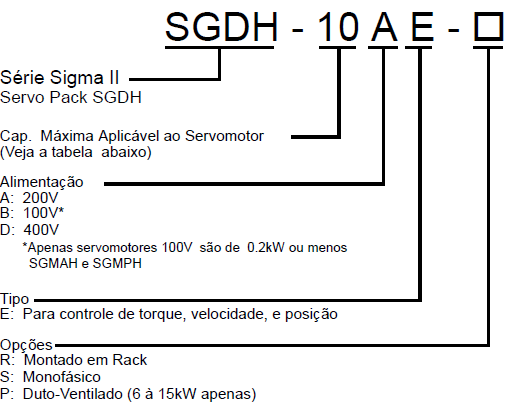 SGDH - 10 A E - □
Série Sigma II
Servo Pack SGDH
Cap. Máxima Aplicável ao Servomotor
(Veja a tabela abaixo)
Alimentação
A: 200V
B: 100V*
D: 400V
*Apenas servomotores 100V são de 0.2kW ou menos
SGMAH e SGMPH
Tipo
E: Para controle de torque, velocidade, e posição
Opções
R: Montado em Rack
S: Monofásico
P: Duto-Ventilado (6 à 15kW apenas)